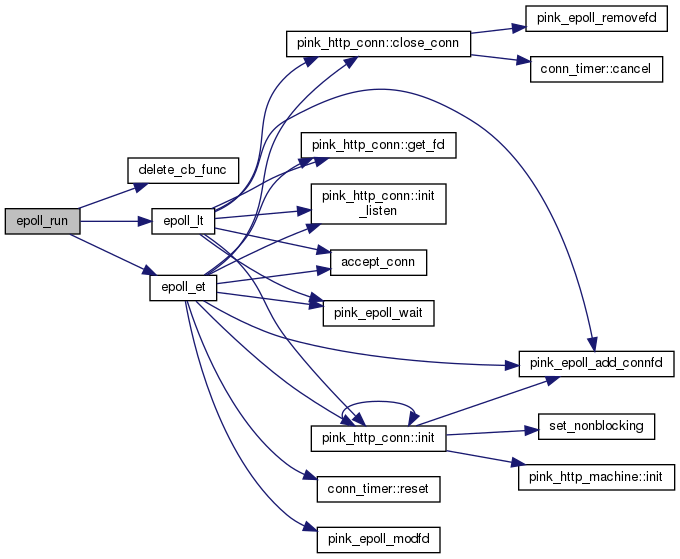 pink_epoll_removefd
pink_http_conn::close_conn
conn_timer::cancel
pink_http_conn::get_fd
delete_cb_func
pink_http_conn::init
_listen
epoll_run
epoll_lt
accept_conn
epoll_et
pink_epoll_wait
pink_epoll_add_connfd
set_nonblocking
pink_http_conn::init
pink_http_machine::init
conn_timer::reset
pink_epoll_modfd